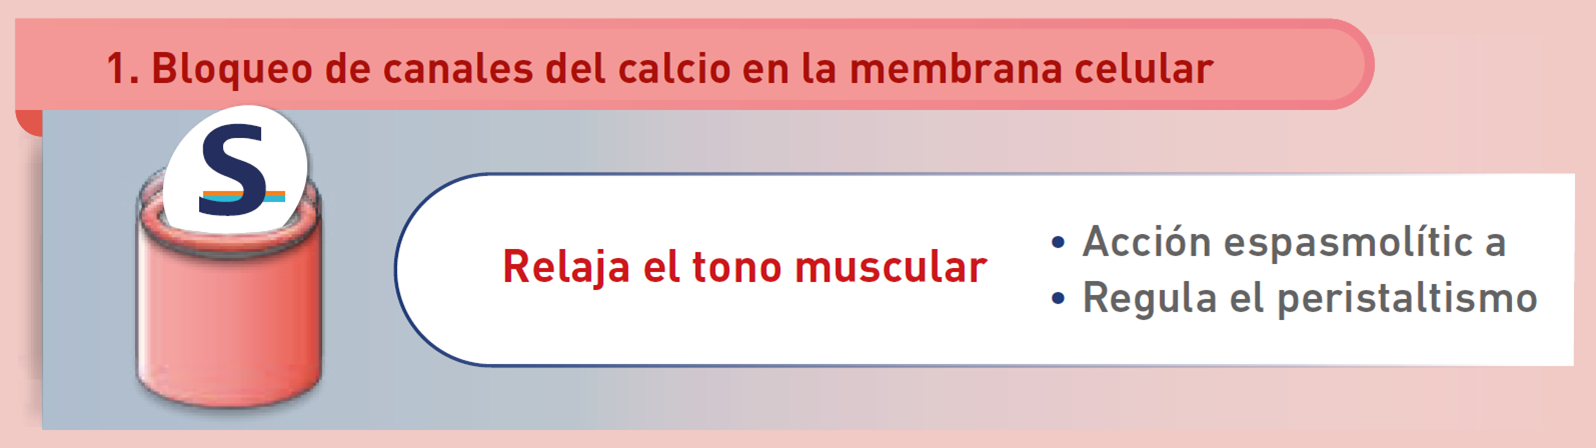 1. Bloqueo de canales del calcio en la membrana celular
S
Relaja el tono muscular
• Acción espasmolític a
• Regula el peristaltismo